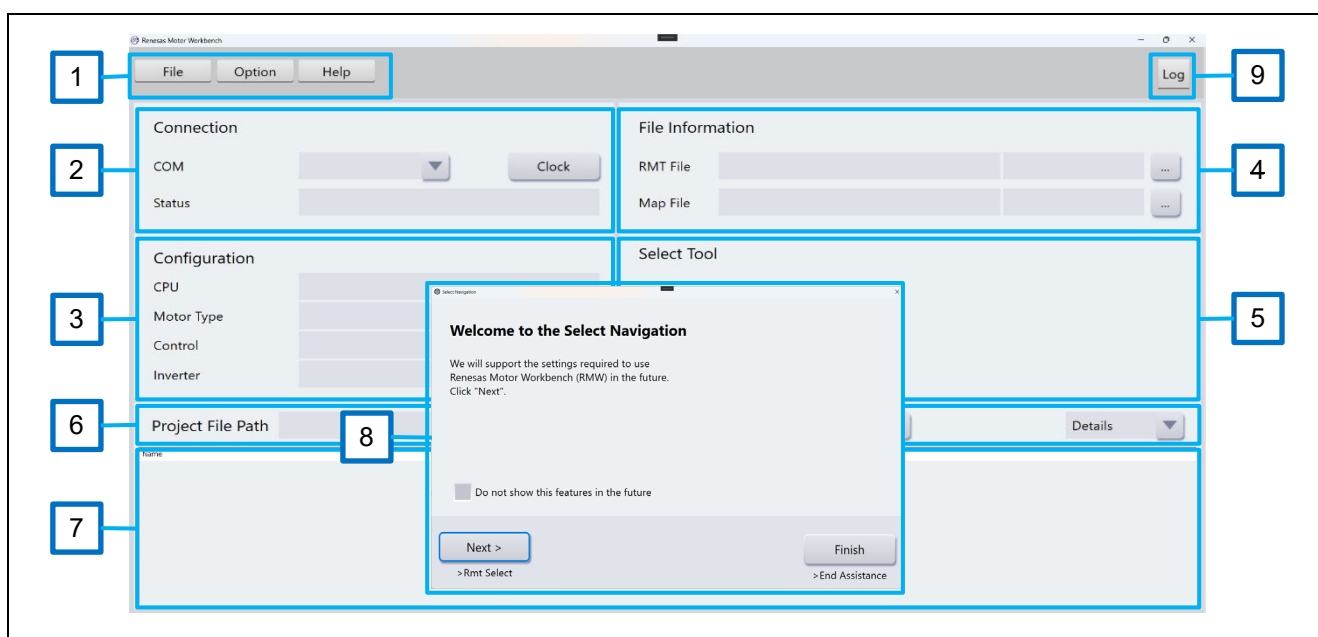 Renesas Motor Workbench
1
File Option Help
Log
9
Connection
File Information
2
COM
Clock
RMT File
...
4
Status
Map File
...
Configuration
Select Tool
CPU
Select Navigation
3
Motor Type
5
Welcome to the Select Navigation
Control
We will support the settings required to use
Inverter
Renesas Motor Workbench (RMW) in the future.
Click "Next".
6
Project File Path
8
Details
Name
Do not show this features in the future
7
Next >
Finish
>Rmt Select
>End Assistance